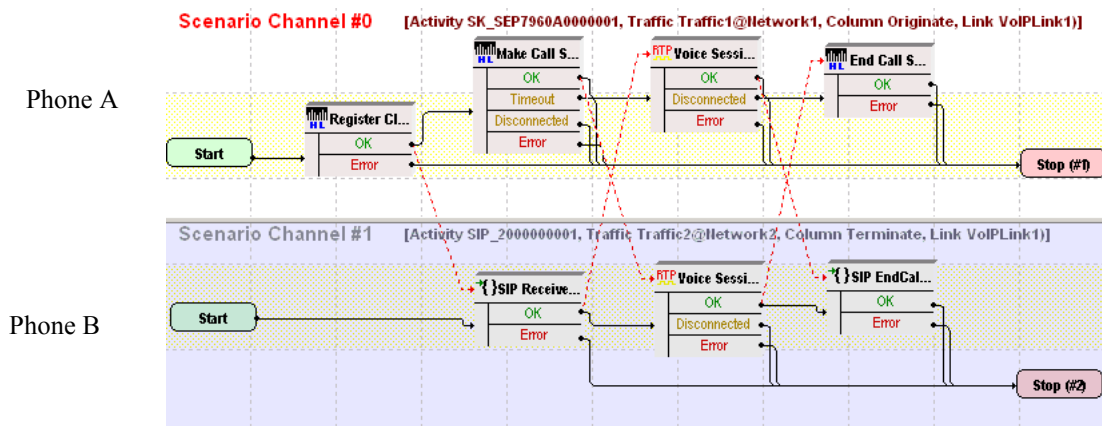 Scenario Channel #0 [Activity SK_SEP7960A0000001, Traffic Traffic1@Network1, Column Originate, Link VoIPLink1)]
Phone A
Start
HL Register Cl...
OK
Error
HL Make Call S...
OK
Timeout
Disconnected
Error
RTP Voice Sessi...
OK
Disconnected
Error
HL End Call S...
OK
Error
Stop (#1)
Scenario Channel #1 [Activity SIP_2000000001, Traffic Traffic2@Network2, Column Terminate, Link VoIPLink1)]
Phone B
Start
{}SIP Receive...
OK
Error
RTP Voice Sessi...
OK
Disconnected
Error
{}SIP EndCal...
OK
Error
Stop (#2)